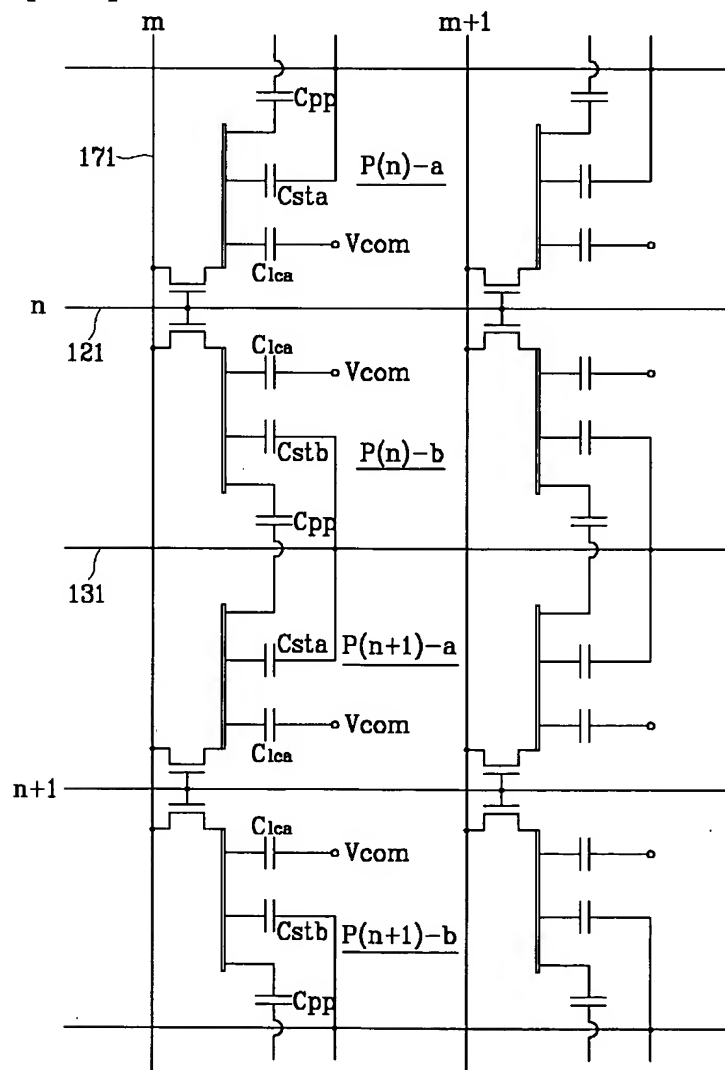 m m+1
Cpp
171
P(n)-a
Csta
Vcom
Clca
n
121
Clca
Vcom
Cstb
P(n)-b
Cpp
131
Csta
P(n+1)-a
Vcom
Clca
n+1
Clca
Vcom
Cstb
P(n+1)-b
Cpp